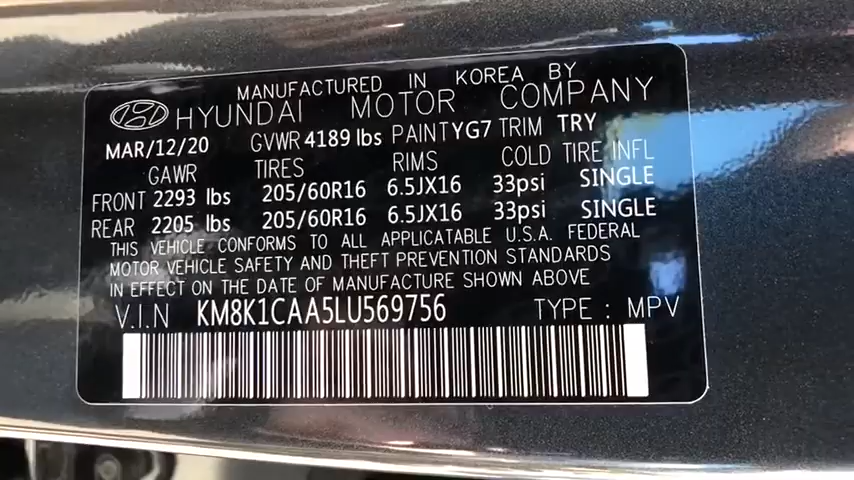 MANUFACTURED IN KOREA BY
HYUNDAI MOTOR COMPANY
MAR/12/20 GVWR 4189 lbs PAINT YG7 TRIM TRY
GAWR TIRES RIMS COLD TIRE INFL
FRONT 2293 lbs 205/60R16 6.5JX16 33psi SINGLE
REAR 2205 lbs 205/60R16 6.5JX16 33psi SINGLE
THIS VEHICLE CONFORMS TO ALL APPLICATABLE U.S.A. FEDERAL
MOTOR VEHICLE SAFETY AND THEFT PREVENTION STANDARDS
IN EFFECT ON THE DATE OF MANUFACTURE SHOWN ABOVE
V.I.N KM8K1CAA5LU569756 TYPE : MPV